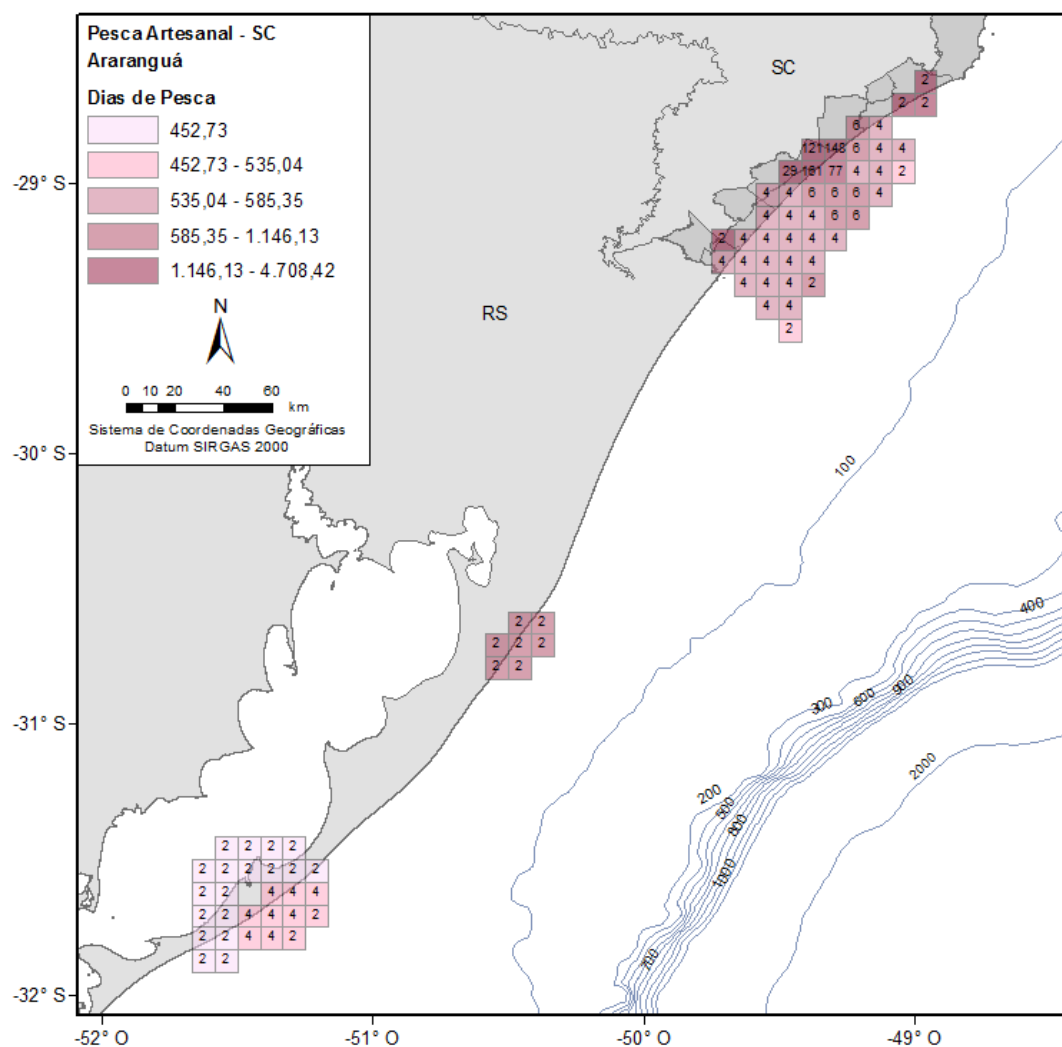 Pesca Artesanal - SC
Araranguá
Dias de Pesca
452,73
452,73 - 535,04
535,04 - 585,35
585,35 - 1.146,13
1.146,13 - 4.708,42
N
0 10 20 40 60
km
Sistema de Coordenadas Geográficas
Datum SIRGAS 2000
SC
RS
-29° S
-30° S
-31° S
-32° S
2
2 2
6 4
121 148 6 4 4
29 161 77 4 4 2
4 4 6 6 6 4
4 4 4 6 6
2 4 4 4 4 4
4 4 4 4 4
4 4 4 2
4 4
2
100
2 2
2 2 2
2 2
400
300
600
900
2000
200
500
800
1000
700
2 2 2 2
2 2 2 2 2 2
2 2 4 4 4
2 2 4 4 4 2
2 2 4 4 2
2 2
-52° O
-51° O
-50° O
-49° O